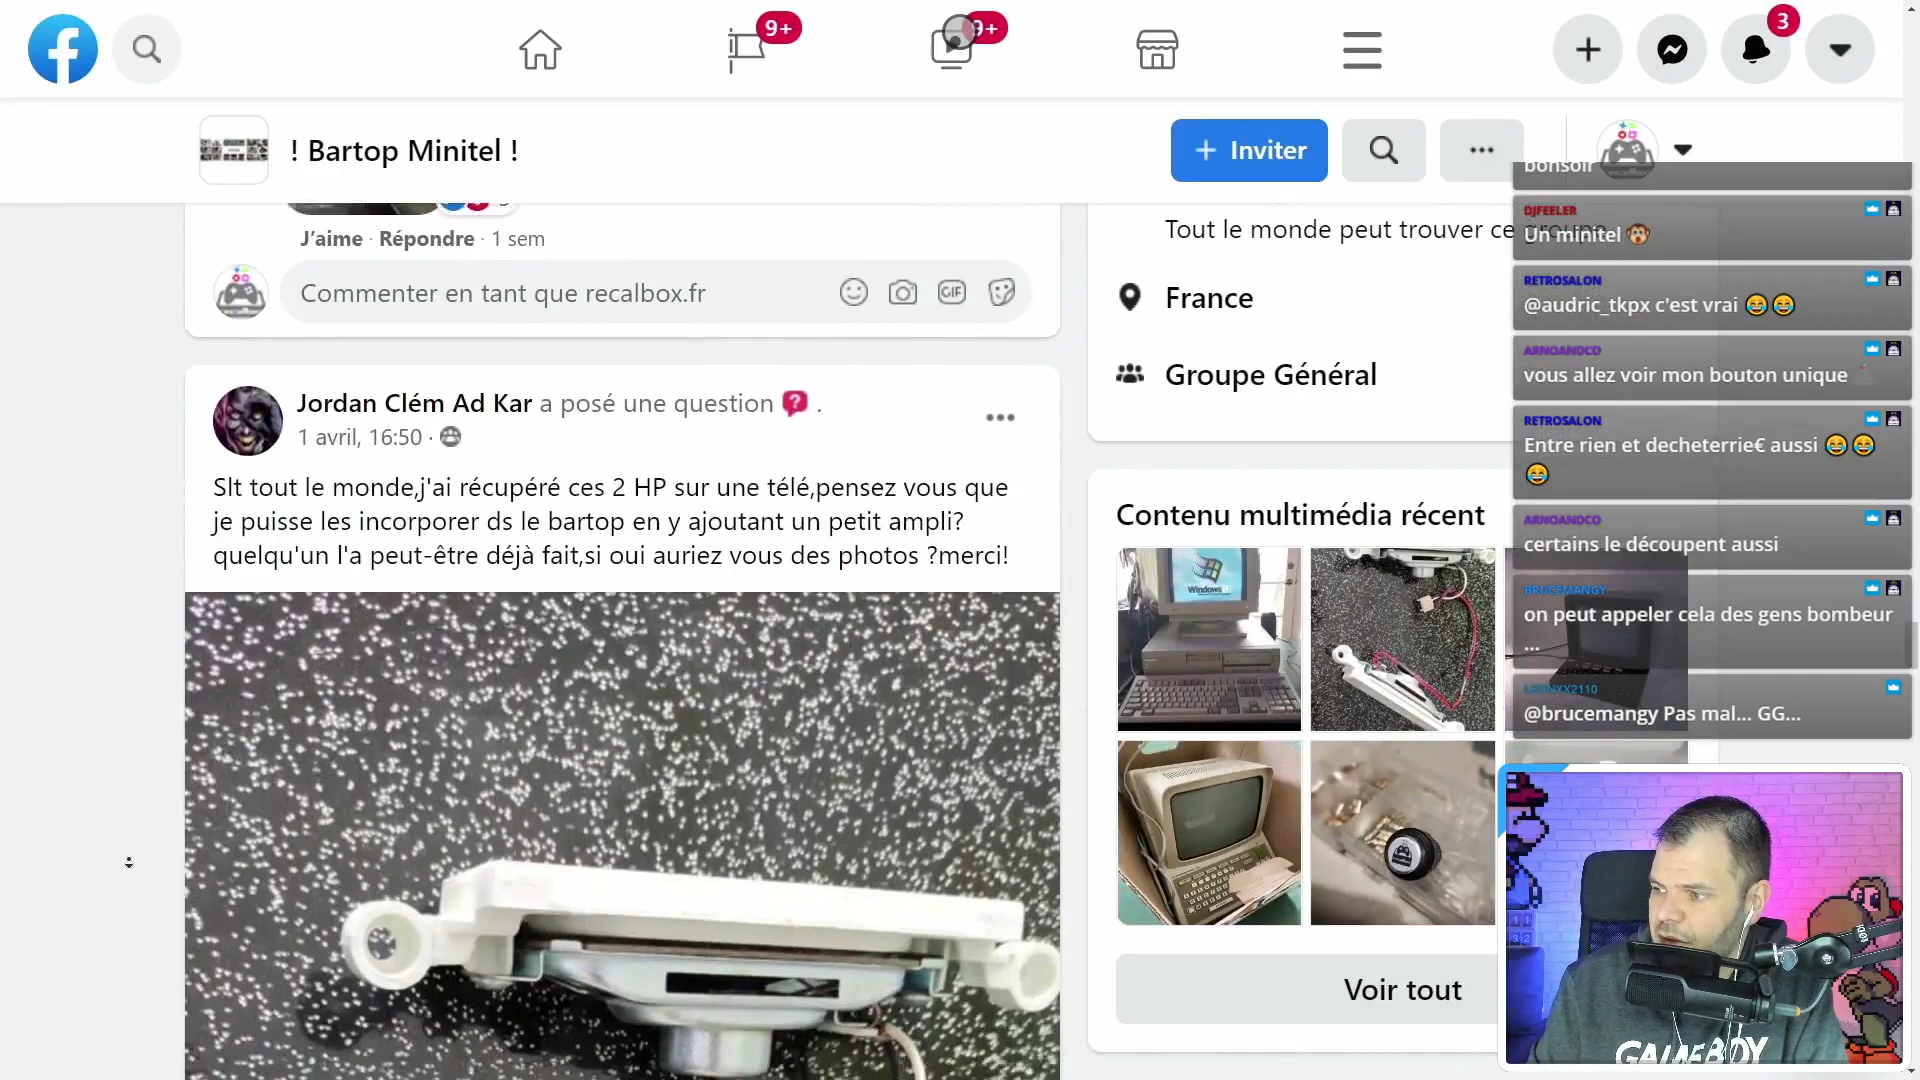 9+
9+
3
! Bartop Minitel !
+ Inviter
J'aime · Répondre · 1 sem
Commenter en tant que recalbox.fr
GIF
Jordan Clém Ad Kar a posé une question .
1 avril, 16:50 ·
Slt tout le monde,j'ai récupéré ces 2 HP sur une télé,pensez vous que
je puisse les incorporer ds le bartop en y ajoutant un petit ampli?
quelqu'un l'a peut-être déjà fait,si oui auriez vous des photos ?merci!
Tout le monde peut trouver ce groupe.
France
Groupe Général
Contenu multimédia récent
Windows
Voir tout
bonsoir
DJFEELER
Un minitel 🙊
RETROSALON
@audric_tkpx c'est vrai 😂😂
ARNOANDCO
vous allez voir mon bouton unique
RETROSALON
Entre rien et decheterrie€ aussi 😂😂
😂
ARNOANDCO
certains le découpent aussi
BRUCEMANGY
on peut appeler cela des gens bombeur
...
@brucemangy Pas mal... GG...
GAMEBOY